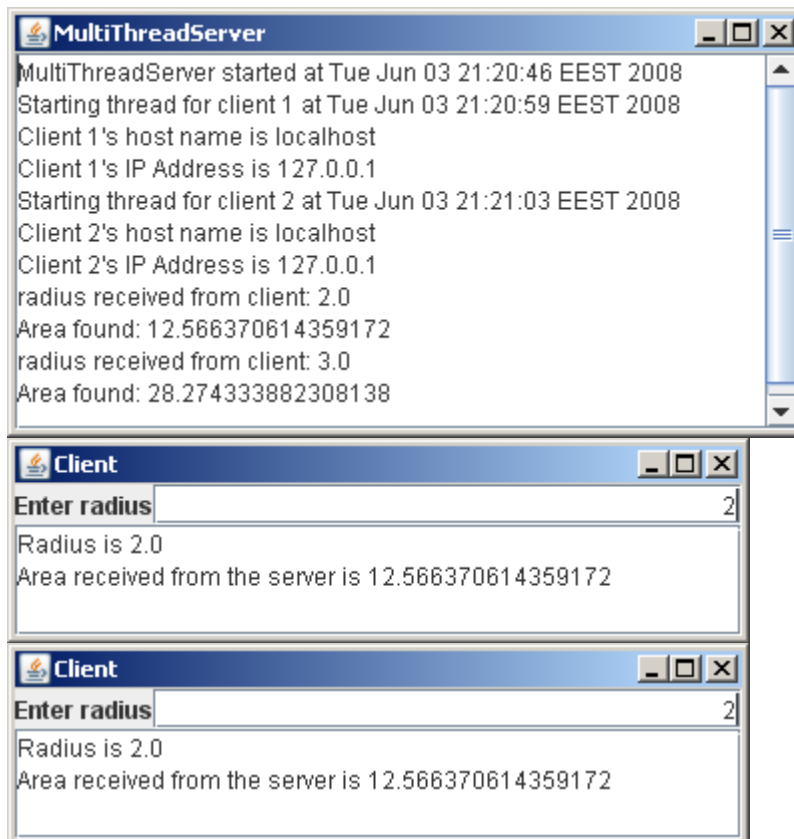 MultiThreadServer
MultiThreadServer started at Tue Jun 03 21:20:46 EEST 2008
Starting thread for client 1 at Tue Jun 03 21:20:59 EEST 2008
Client 1's host name is localhost
Client 1's IP Address is 127.0.0.1
Starting thread for client 2 at Tue Jun 03 21:21:03 EEST 2008
Client 2's host name is localhost
Client 2's IP Address is 127.0.0.1
radius received from client: 2.0
Area found: 12.566370614359172
radius received from client: 3.0
Area found: 28.274333882308138
Client
Enter radius 2
Radius is 2.0
Area received from the server is 12.566370614359172
Client
Enter radius 2
Radius is 2.0
Area received from the server is 12.566370614359172